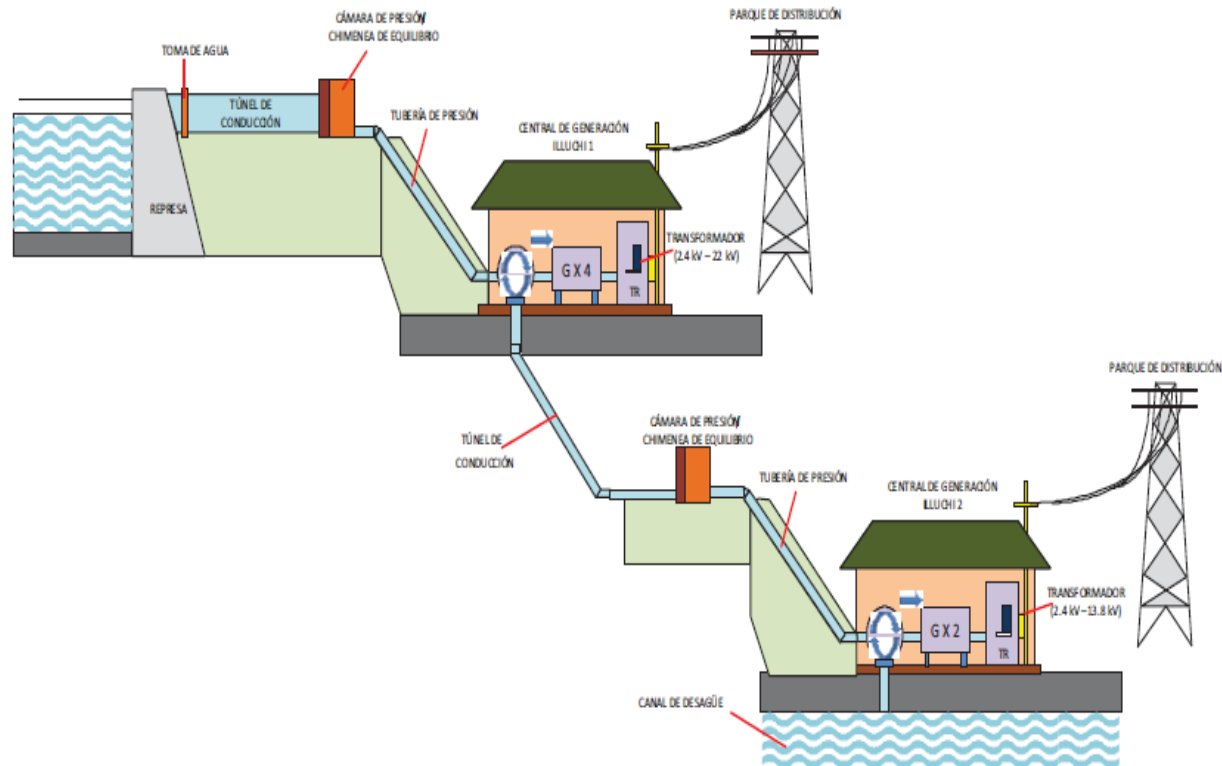 PARQUE DE DISTRIBUCIÓN
CÁMARA DE PRESIÓN/
CHIMENEA DE EQUILIBRIO
TOMA DE AGUA
TÚNEL DE
CONDUCCIÓN
TUBERÍA DE PRESIÓN
CENTRAL DE GENERACIÓN
ILLUCHI 1
REPRESA
TRANSFORMADOR
(2.4 kV – 22 kV)
G X 4
TR
PARQUE DE DISTRIBUCIÓN
CÁMARA DE PRESIÓN/
CHIMENEA DE EQUILIBRIO
TÚNEL DE
CONDUCCIÓN
TUBERÍA DE PRESIÓN
CENTRAL DE GENERACIÓN
ILLUCHI 2
TRANSFORMADOR
(2.4 kV –13.8 kV)
G X 2
TR
CANAL DE DESAGÜE